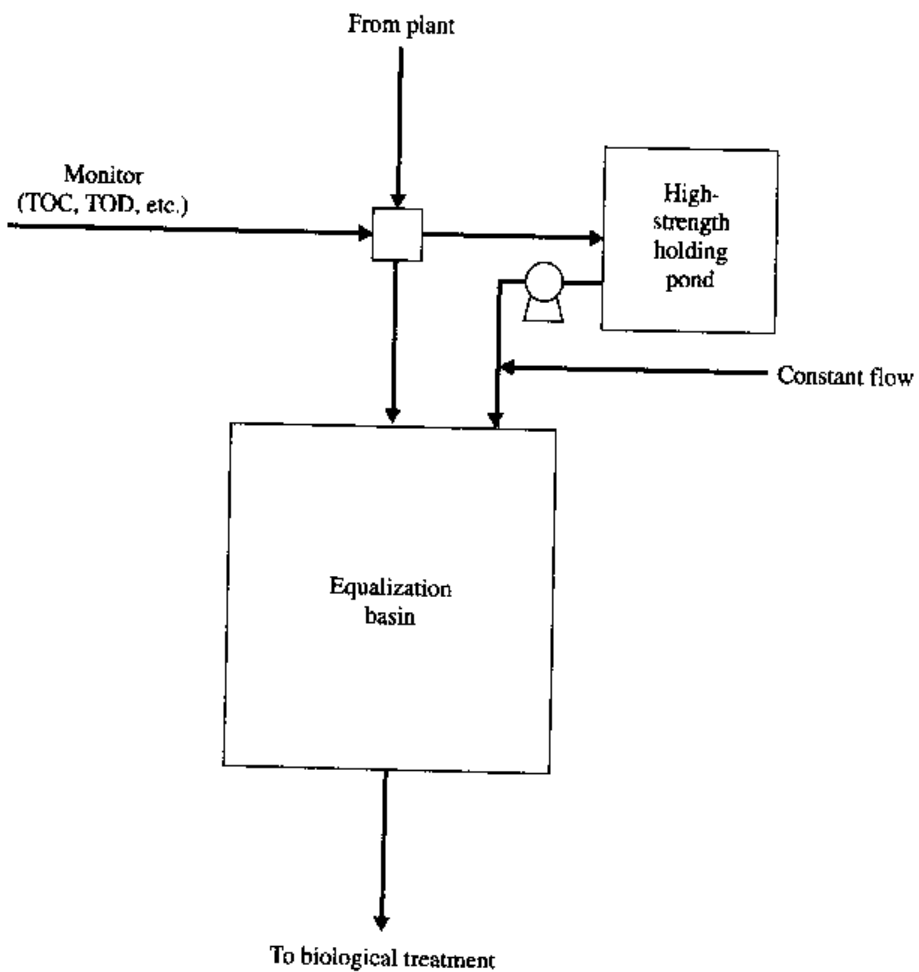 From plant
Monitor
(TOC, TOD, etc.)
High-
strength
holding
pond
Constant flow
Equalization
basin
To biological treatment